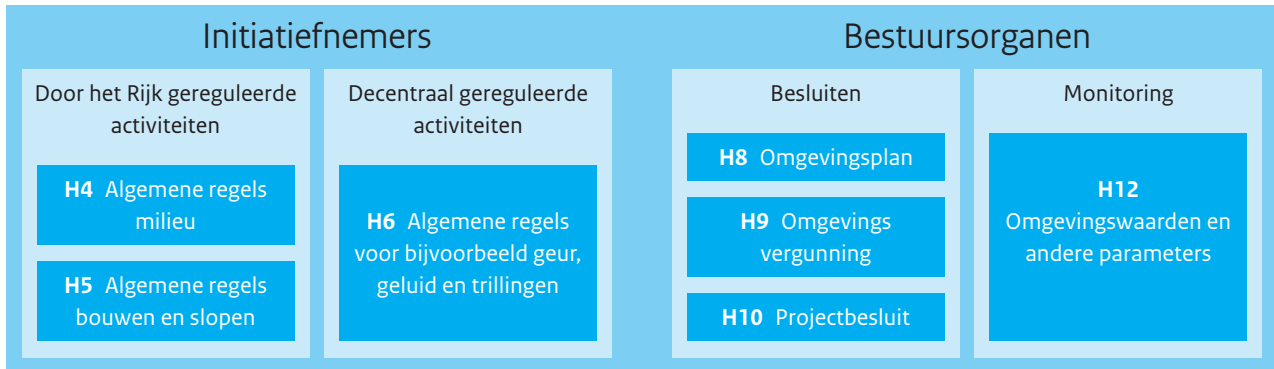 Initiatiefnemers
Door het Rijk gereguleerde
activiteiten
H4 Algemene regels
milieu
H5 Algemene regels
bouwen en slopen
Decentraal gereguleerde
activiteiten
H6 Algemene regels
voor bijvoorbeeld geur,
geluid en trillingen
Bestuursorganen
Besluiten
H8 Omgevingsplan
H9 Omgevings
vergunning
H10 Projectbesluit
Monitoring
H12
Omgevingswaarden en
andere parameters